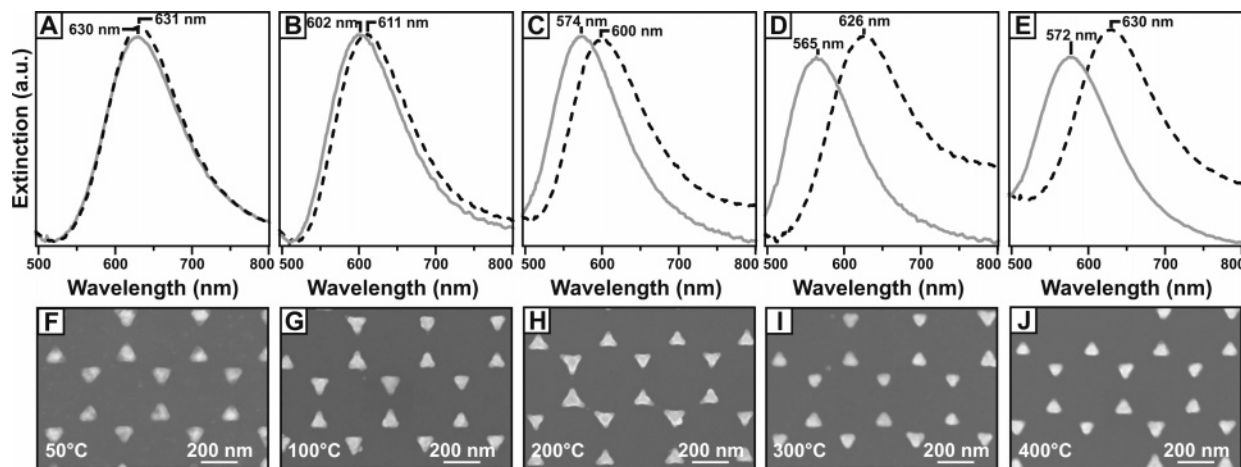 A
630 nm
631 nm
B
602 nm
611 nm
C
574 nm
600 nm
D
565 nm
626 nm
E
572 nm
630 nm
Extinction (a.u.)
500 600 700 800
500 600 700 800
500 600 700 800
500 600 700 800
500 600 700 800
Wavelength (nm)
Wavelength (nm)
Wavelength (nm)
Wavelength (nm)
Wavelength (nm)
F
50°C
200 nm
G
100°C
200 nm
H
200°C
200 nm
I
300°C
200 nm
J
400°C
200 nm